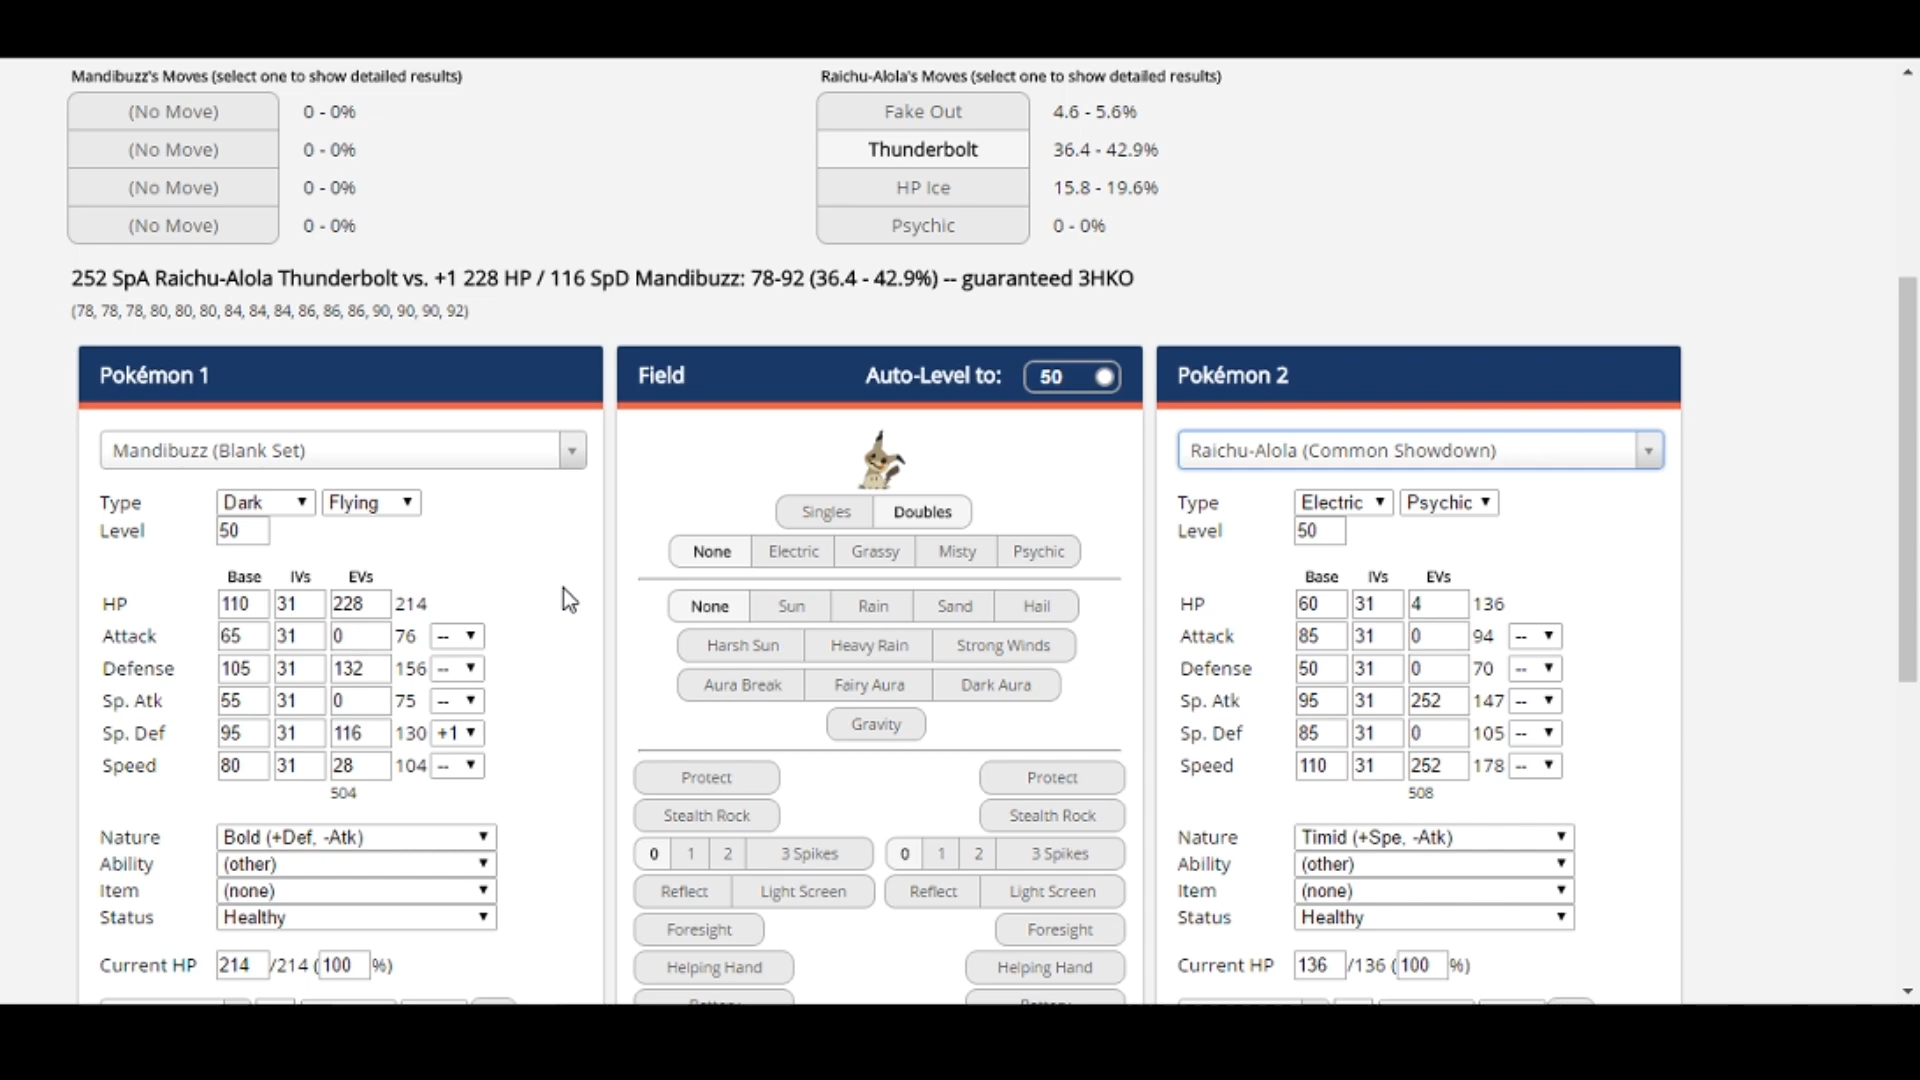 Mandibuzz's Moves (select one to show detailed results)
(No Move) 0 - 0%
(No Move) 0 - 0%
(No Move) 0 - 0%
(No Move) 0 - 0%
Raichu-Alola's Moves (select one to show detailed results)
Fake Out 4.6 - 5.6%
Thunderbolt 36.4 - 42.9%
HP Ice 15.8 - 19.6%
Psychic 0 - 0%
252 SpA Raichu-Alola Thunderbolt vs. +1 228 HP / 116 SpD Mandibuzz: 78-92 (36.4 - 42.9%) -- guaranteed 3HKO
(78, 78, 78, 80, 80, 80, 84, 84, 84, 86, 86, 86, 90, 90, 90, 92)
Pokémon 1
Mandibuzz (Blank Set)
Type Dark Flying
Level 50
Base IVs EVs
HP 110 31 228 214
Attack 65 31 0 76 --
Defense 105 31 132 156 --
Sp. Atk 55 31 0 75 --
Sp. Def 95 31 116 130 +1
Speed 80 31 28 104 --
504
Nature Bold (+Def, -Atk)
Ability (other)
Item (none)
Status Healthy
Current HP 214 /214 (100 %)
Field Auto-Level to: 50
Singles Doubles
None Electric Grassy Misty Psychic
None Sun Rain Sand Hail
Harsh Sun Heavy Rain Strong Winds
Aura Break Fairy Aura Dark Aura
Gravity
Protect Protect
Stealth Rock Stealth Rock
0 1 2 3 Spikes 0 1 2 3 Spikes
Reflect Light Screen Reflect Light Screen
Foresight Foresight
Helping Hand Helping Hand
Pokémon 2
Raichu-Alola (Common Showdown)
Type Electric Psychic
Level 50
Base IVs EVs
HP 60 31 4 136
Attack 85 31 0 94 --
Defense 50 31 0 70 --
Sp. Atk 95 31 252 147 --
Sp. Def 85 31 0 105 --
Speed 110 31 252 178 --
508
Nature Timid (+Spe, -Atk)
Ability (other)
Item (none)
Status Healthy
Current HP 136 /136 (100 %)